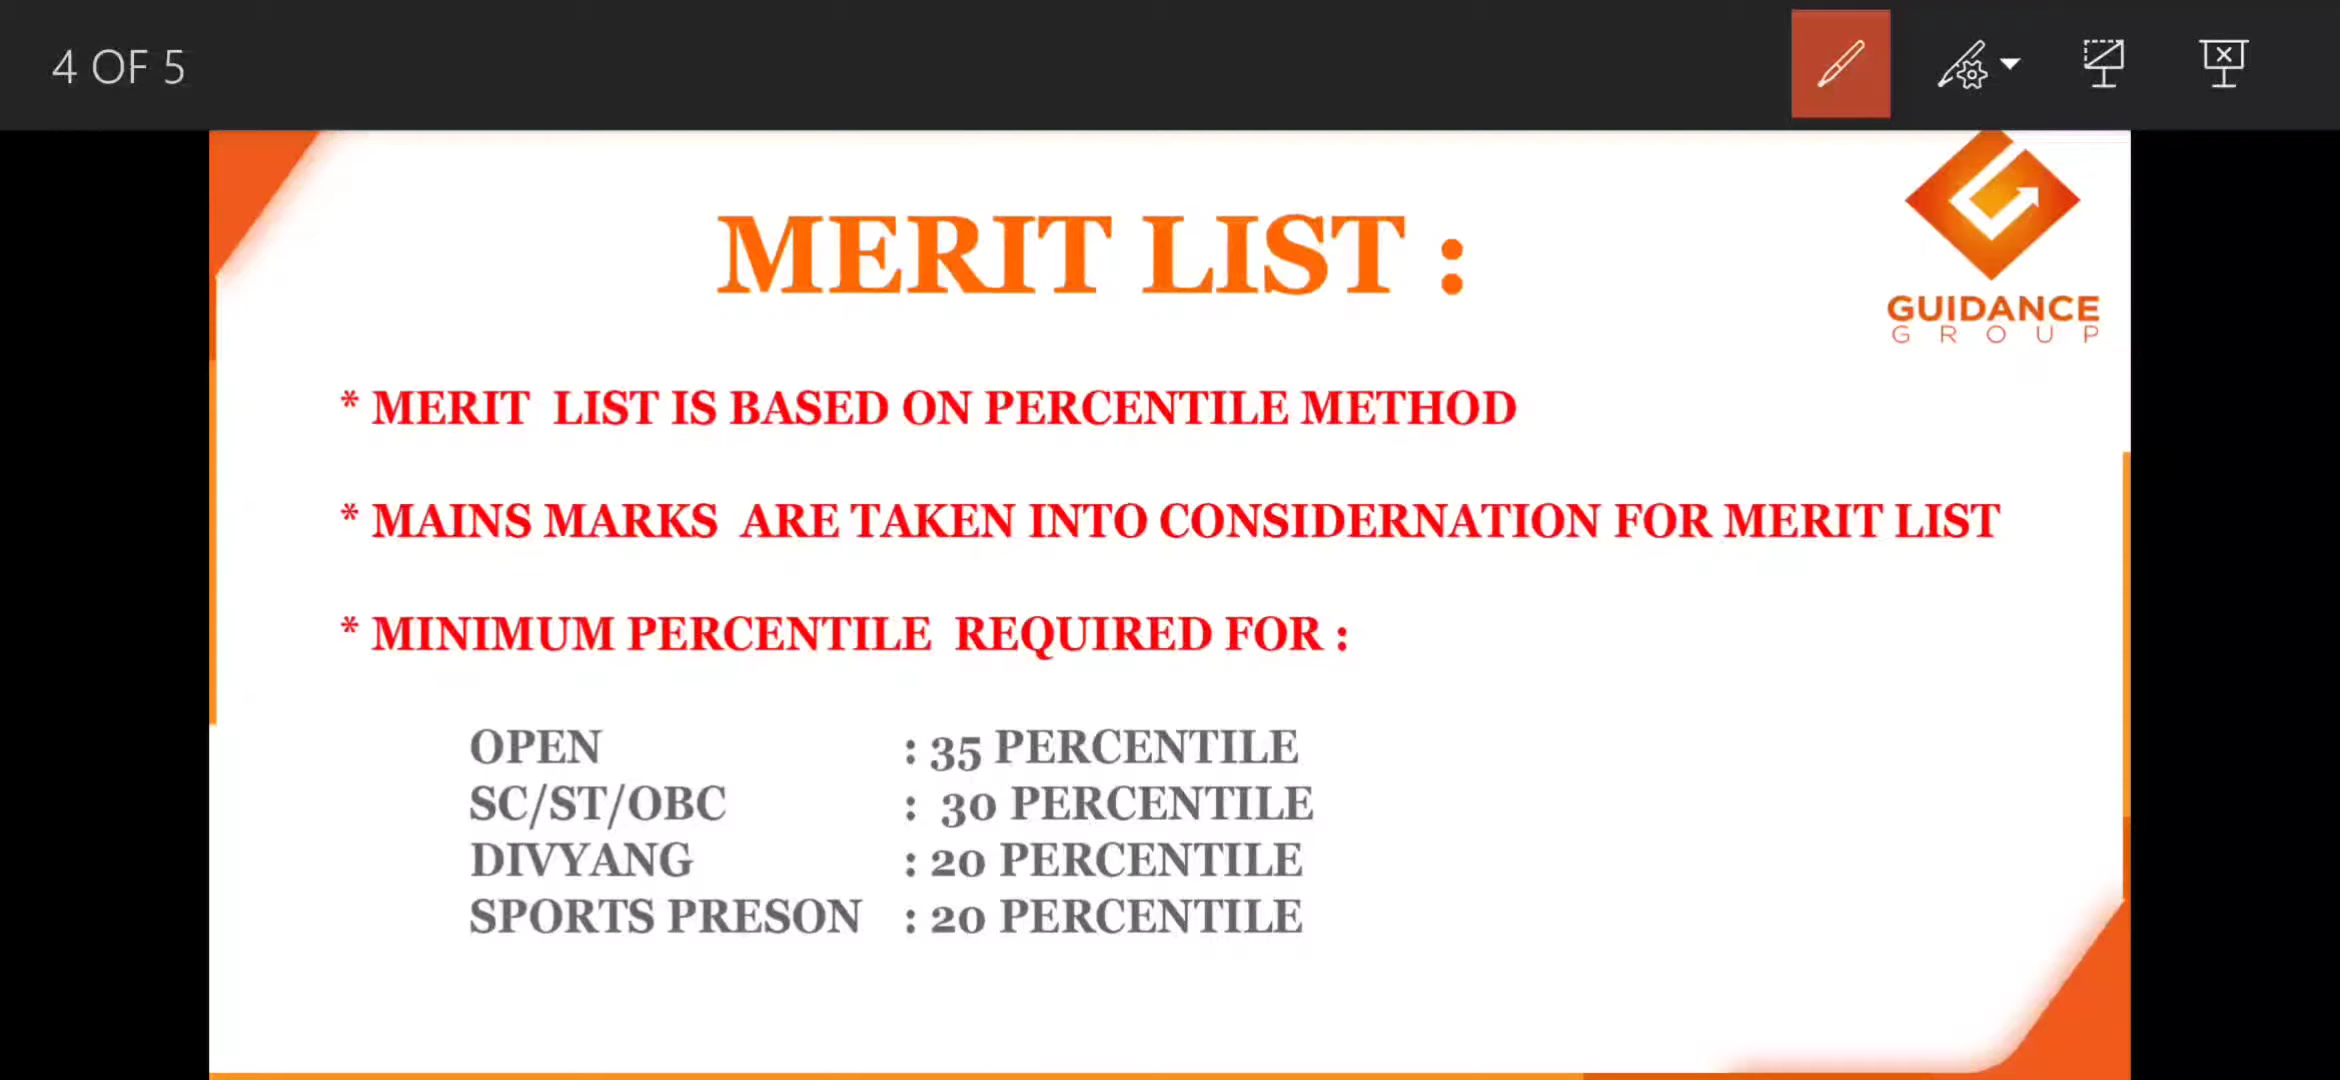 4 OF 5
MERIT LIST :
GUIDANCE
GROUP
* MERIT LIST IS BASED ON PERCENTILE METHOD
* MAINS MARKS ARE TAKEN INTO CONSIDERNATION FOR MERIT LIST
* MINIMUM PERCENTILE REQUIRED FOR :
OPEN : 35 PERCENTILE
SC/ST/OBC : 30 PERCENTILE
DIVYANG : 20 PERCENTILE
SPORTS PRESON : 20 PERCENTILE